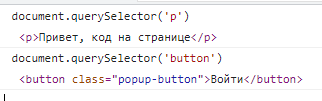 document.querySelector('p')
<p>Привет, код на странице</p>
document.querySelector('button')
<button class="popup-button">Войти</button>